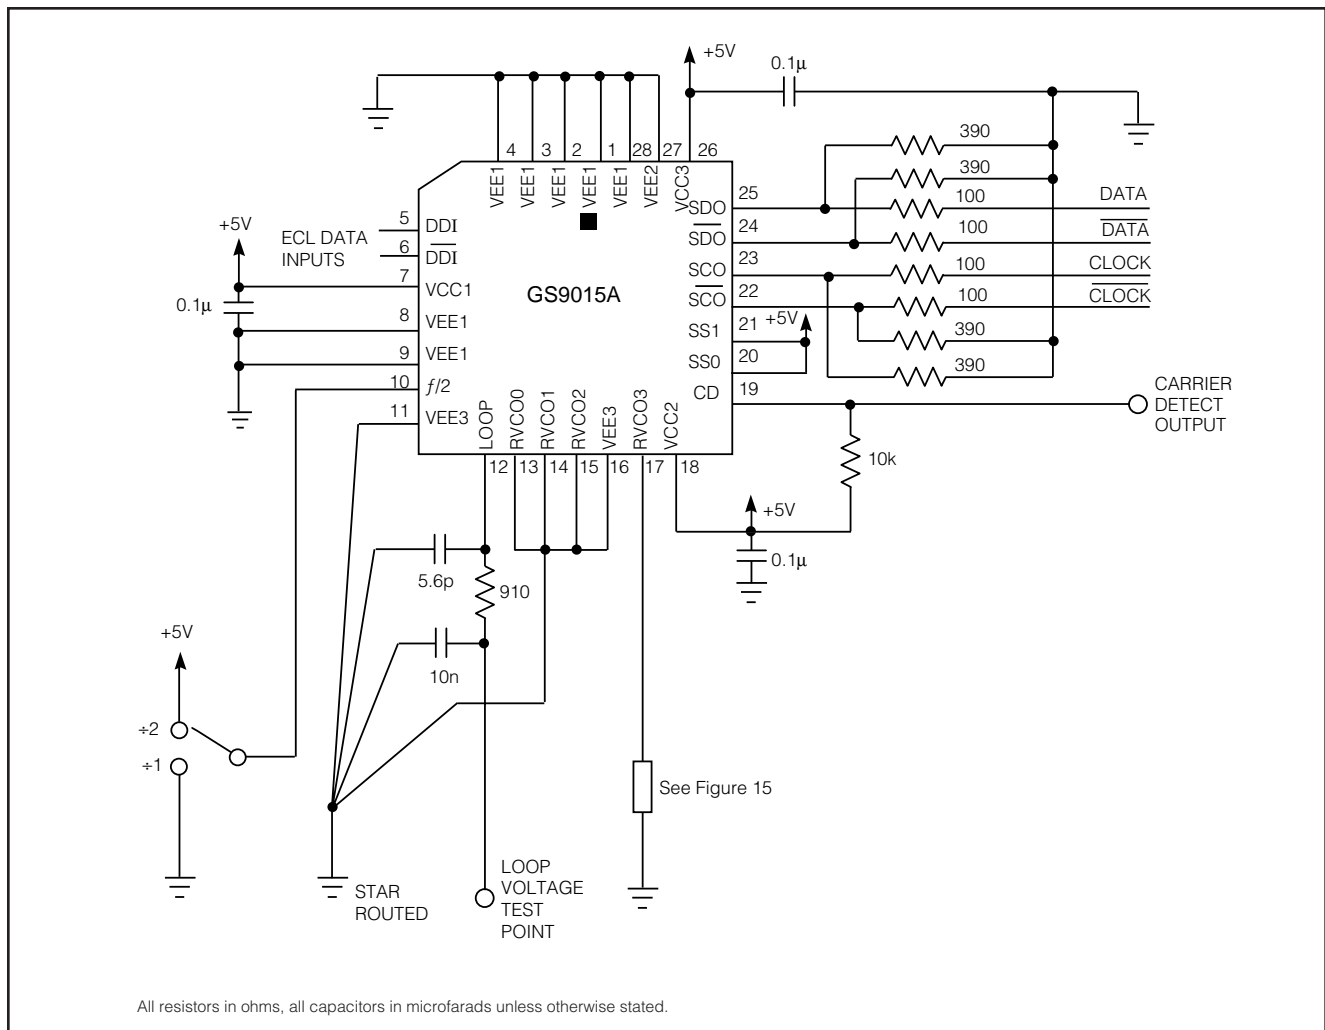 +5V
0.1µ
4 3 2 1 28 27 26
VEE1 VEE1 VEE1 VEE1 VEE1 VEE2 VCC3
390
390
100 DATA
100 DATA
100 CLOCK
100 CLOCK
390
390
25 SDO
24 SDO
23 SCO
22 SCO
21 SS1
+5V
20 SS0
19 CD
CARRIER
DETECT
OUTPUT
+5V
0.1µ
ECL DATA
INPUTS
5 DDI
6 DDI
7 VCC1
8 VEE1
9 VEE1
10 ƒ/2
11 VEE3
GS9015A
LOOP RVCO0 RVCO1 RVCO2 VEE3 RVCO3 VCC2
12 13 14 15 16 17 18
10k
+5V
0.1µ
5.6p
910
10n
+5V
÷2
÷1
See Figure 15
STAR
ROUTED
LOOP
VOLTAGE
TEST
POINT
All resistors in ohms, all capacitors in microfarads unless otherwise stated.